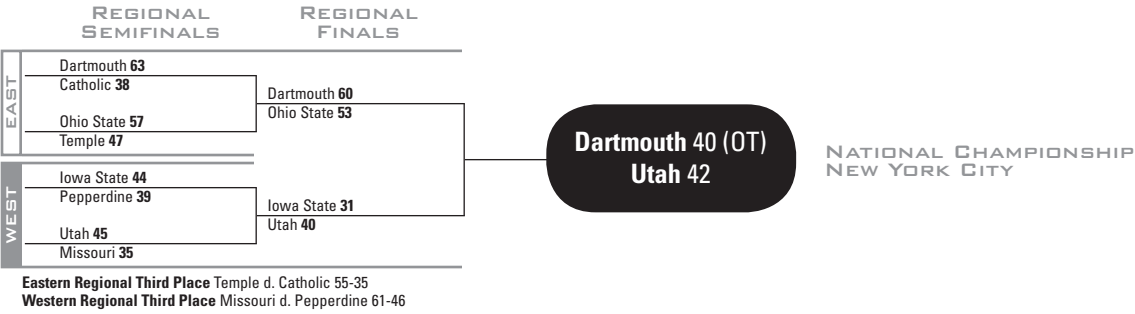 REGIONAL SEMIFINALS
REGIONAL FINALS
EAST
Dartmouth 63
Catholic 38
Ohio State 57
Temple 47
Dartmouth 60
Ohio State 53
WEST
Iowa State 44
Pepperdine 39
Utah 45
Missouri 35
Iowa State 31
Utah 40
Dartmouth 40 (OT)
Utah 42
NATIONAL CHAMPIONSHIP
NEW YORK CITY
Eastern Regional Third Place Temple d. Catholic 55-35
Western Regional Third Place Missouri d. Pepperdine 61-46